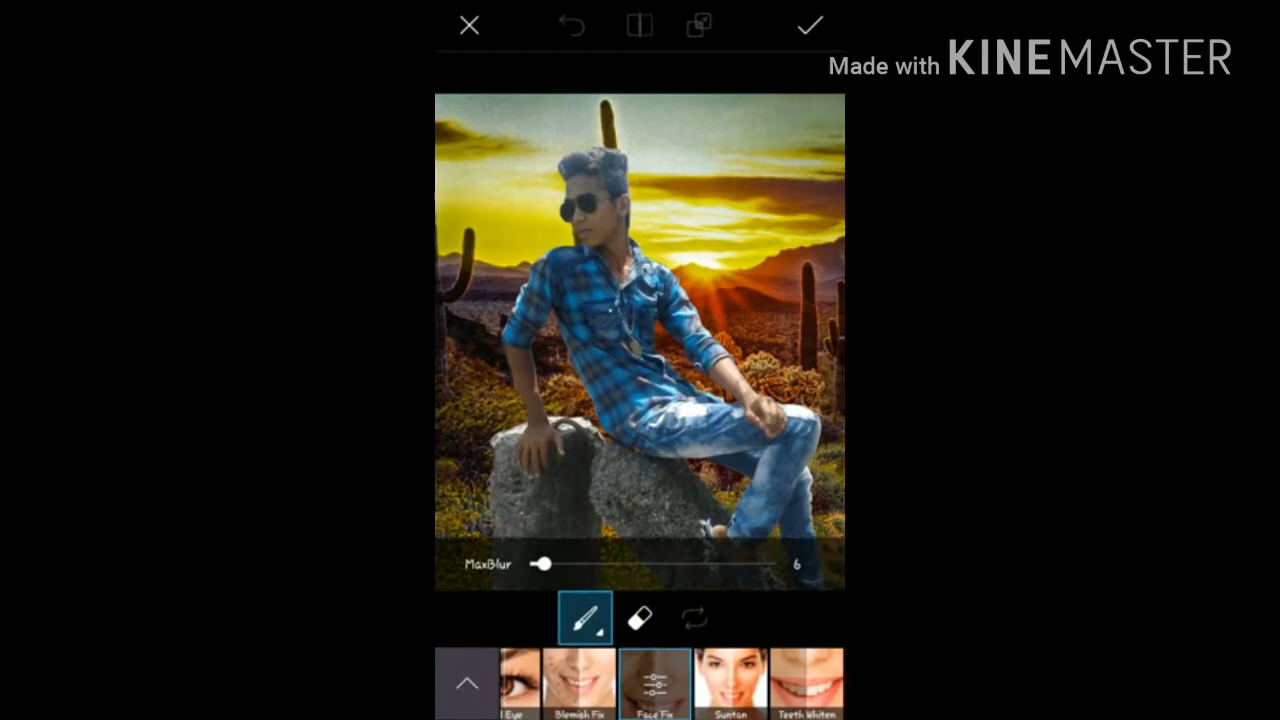 Made with KINEMASTER
MaxBlur 6
l Eye Blemish Fix Face Fix Suntan Teeth Whiten